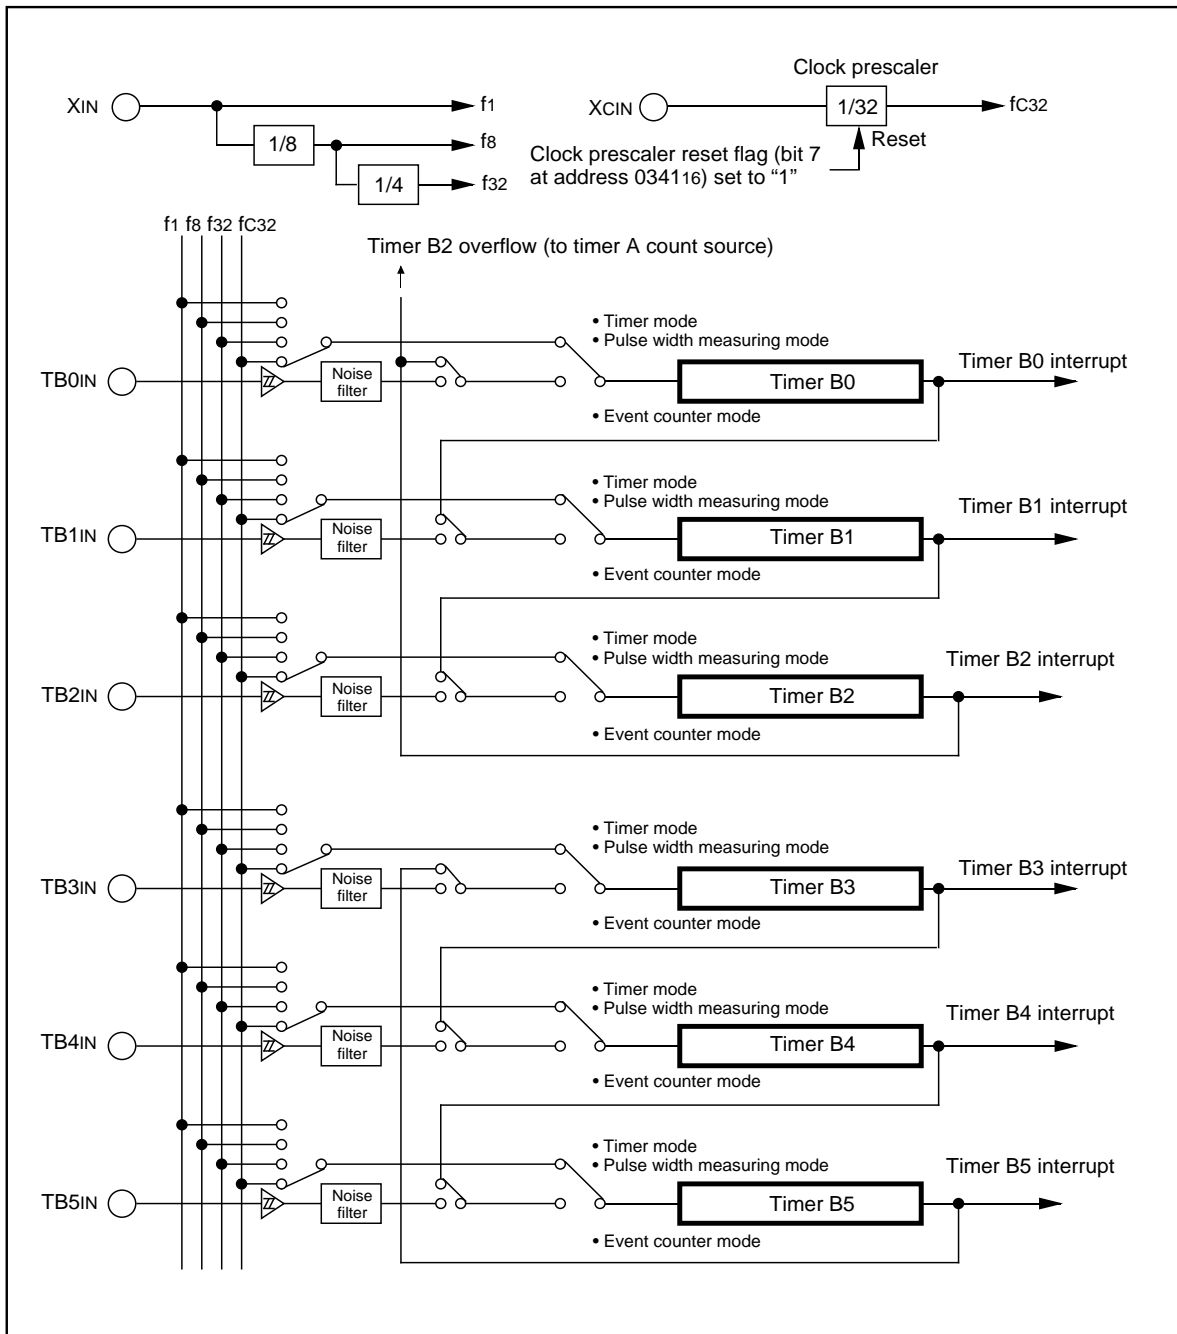 Clock prescaler
XIN
f1
XCIN
1/32
fC32
1/8
f8
Reset
Clock prescaler reset flag (bit 7
at address 034116) set to “1”
1/4
f32
f1 f8 f32 fC32
Timer B2 overflow (to timer A count source)
• Timer mode
• Pulse width measuring mode
TB0IN
Noise
filter
Timer B0
Timer B0 interrupt
• Event counter mode
• Timer mode
• Pulse width measuring mode
TB1IN
Noise
filter
Timer B1
Timer B1 interrupt
• Event counter mode
• Timer mode
• Pulse width measuring mode
TB2IN
Noise
filter
Timer B2
Timer B2 interrupt
• Event counter mode
• Timer mode
• Pulse width measuring mode
TB3IN
Noise
filter
Timer B3
Timer B3 interrupt
• Event counter mode
• Timer mode
• Pulse width measuring mode
TB4IN
Noise
filter
Timer B4
Timer B4 interrupt
• Event counter mode
• Timer mode
• Pulse width measuring mode
TB5IN
Noise
filter
Timer B5
Timer B5 interrupt
• Event counter mode